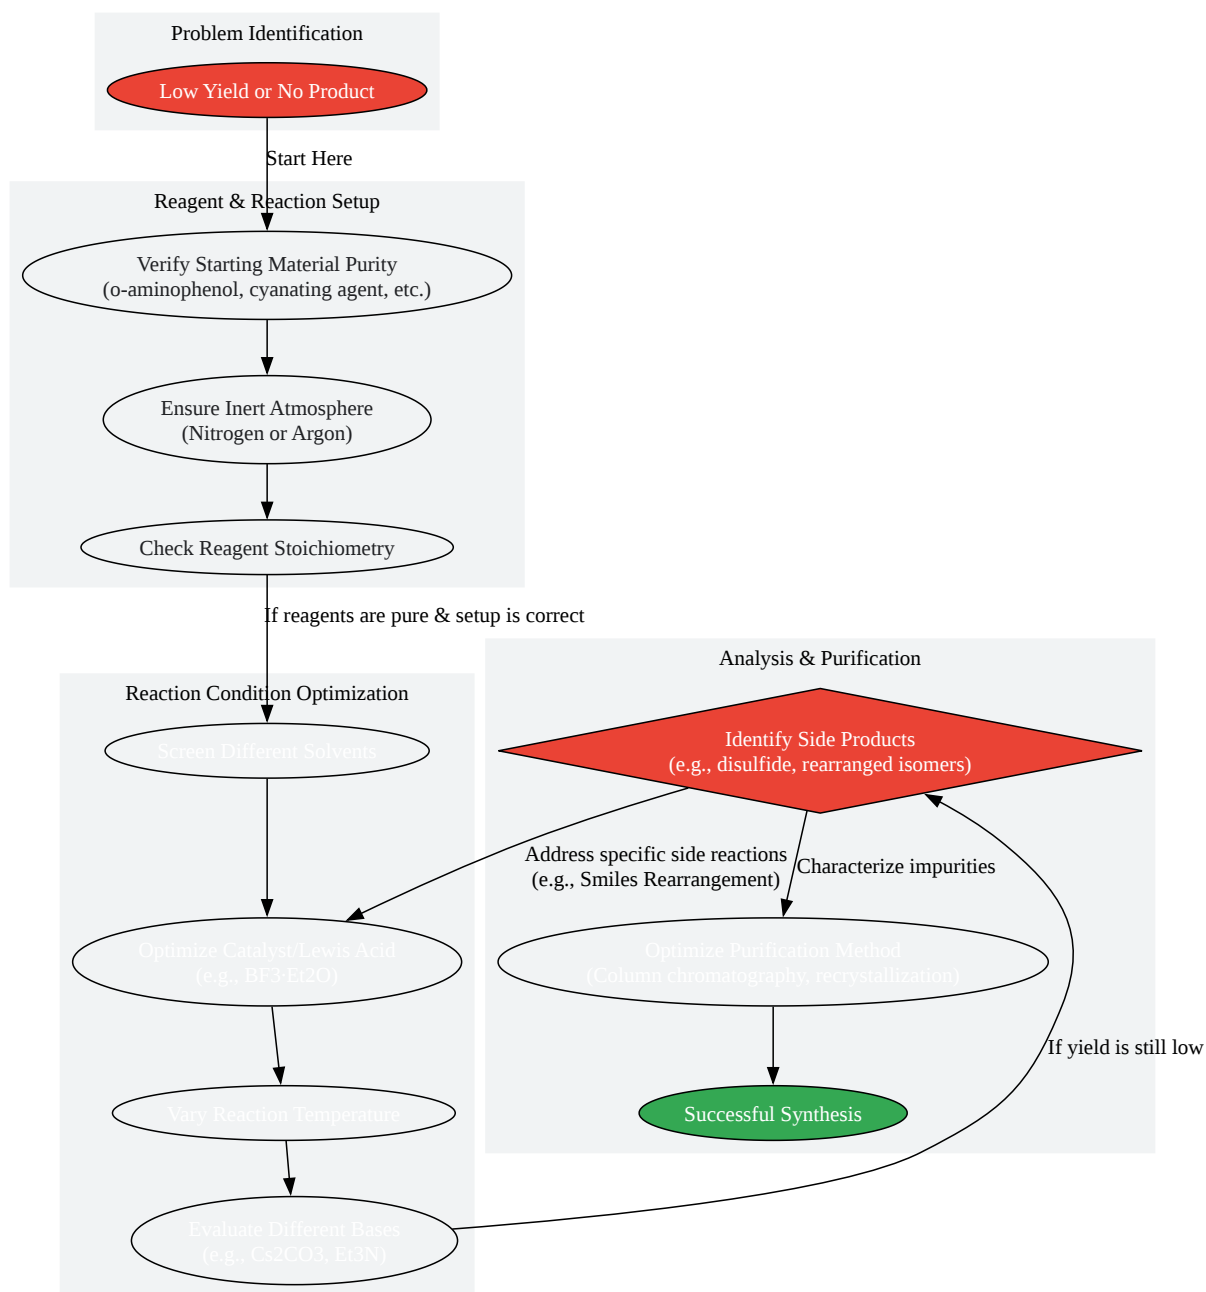 Problem Identification
Low Yield or No Product
Start Here
Reagent & Reaction Setup
Verify Starting Material Purity
(o-aminophenol, cyanating agent, etc.)
Ensure Inert Atmosphere
(Nitrogen or Argon)
Check Reagent Stoichiometry
If reagents are pure & setup is correct
Reaction Condition Optimization
Screen Different Solvents
Optimize Catalyst/Lewis Acid
(e.g., BF3·Et2O)
Vary Reaction Temperature
Evaluate Different Bases
(e.g., Cs2CO3, Et3N)
Analysis & Purification
Identify Side Products
(e.g., disulfide, rearranged isomers)
Address specific side reactions
(e.g., Smiles Rearrangement)
Characterize impurities
Optimize Purification Method
(Column chromatography, recrystallization)
If yield is still low
Successful Synthesis